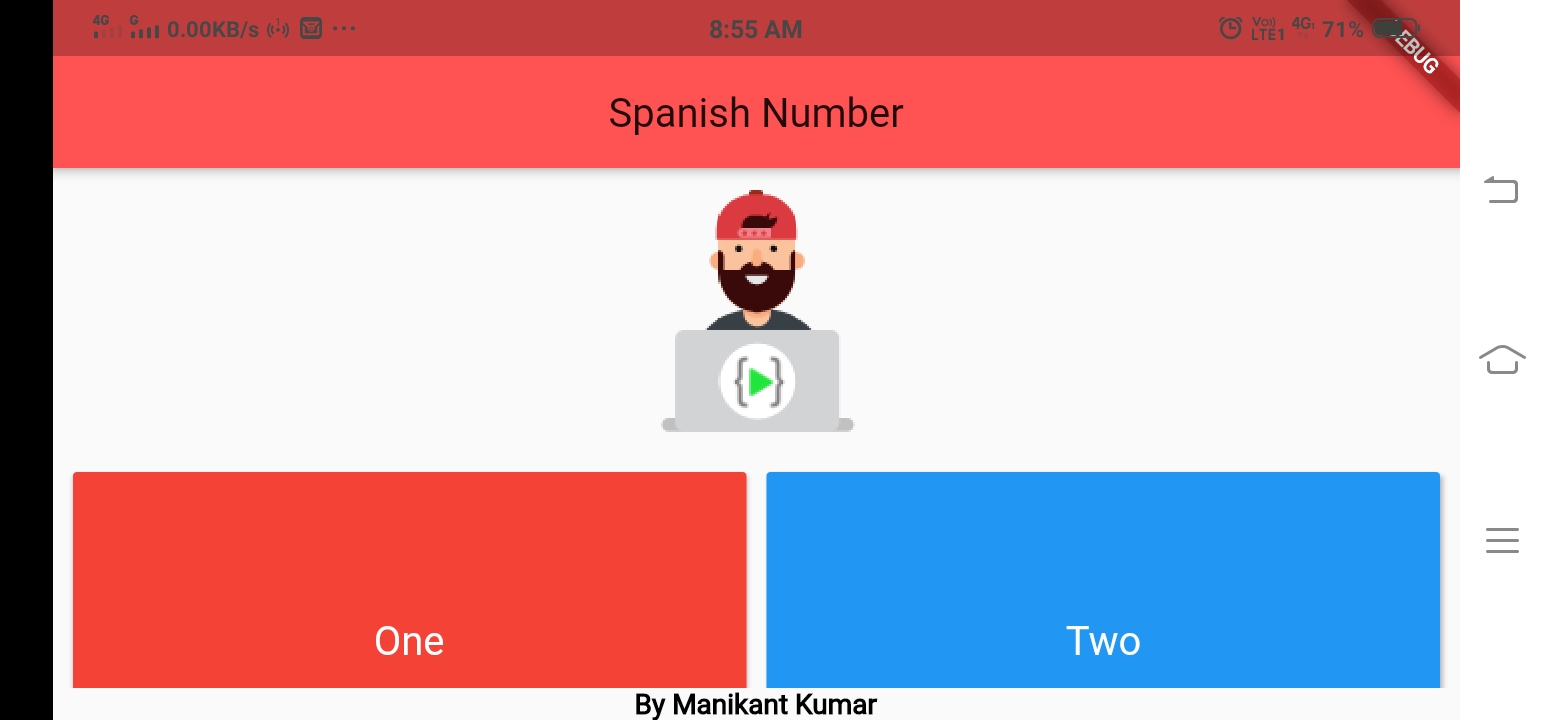 4G G 0.00KB/s 8:55 AM Vo)) LTE1 4G 71%
EBUG
Spanish Number
One Two
By Manikant Kumar